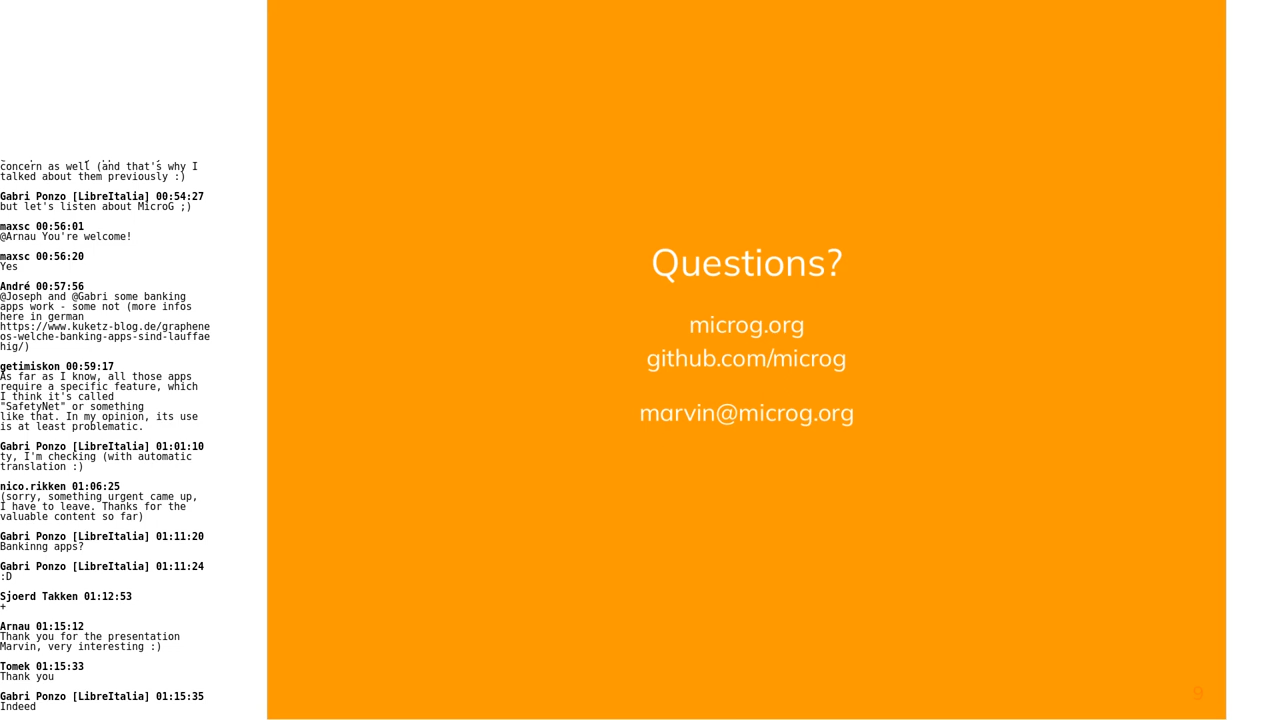 concern as well (and that's why I
talked about them previously :)
Gabri Ponzo [LibreItalia] 00:54:27
but let's listen about MicroG ;)
maxsc 00:56:01
@Arnau You're welcome!
maxsc 00:56:20
Yes
André 00:57:56
@Joseph and @Gabri some banking
apps work - some not (more infos
here in german
https://www.kuketz-blog.de/graphene
os-welche-banking-apps-sind-lauffae
hig/)
getimiskon 00:59:17
As far as I know, all those apps
require a specific feature, which
I think it's called
"SafetyNet" or something
like that. In my opinion, its use
is at least problematic.
Gabri Ponzo [LibreItalia] 01:01:10
ty, I'm checking (with automatic
translation :)
nico.rikken 01:06:25
(sorry, something urgent came up,
I have to leave. Thanks for the
valuable content so far)
Gabri Ponzo [LibreItalia] 01:11:20
Bankinng apps?
Gabri Ponzo [LibreItalia] 01:11:24
:D
Sjoerd Takken 01:12:53
+
Arnau 01:15:12
Thank you for the presentation
Marvin, very interesting :)
Tomek 01:15:33
Thank you
Gabri Ponzo [LibreItalia] 01:15:35
Indeed
Questions?
microg.org
github.com/microg
marvin@microg.org
9